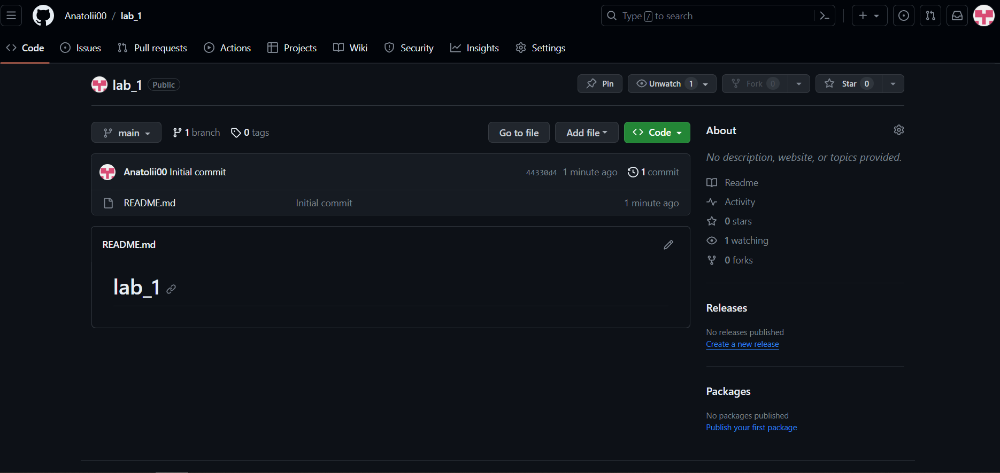 Anatolii00 / lab_1
Type / to search
Code Issues Pull requests Actions Projects Wiki Security Insights Settings
lab_1 Public
Pin Unwatch 1 Fork 0 Star 0
main 1 branch 0 tags
Go to file Add file Code
Anatolii00 Initial commit 44330d4 1 minute ago 1 commit
README.md Initial commit 1 minute ago
README.md
lab_1
About
No description, website, or topics provided.
Readme
Activity
0 stars
1 watching
0 forks
Releases
No releases published
Create a new release
Packages
No packages published
Publish your first package